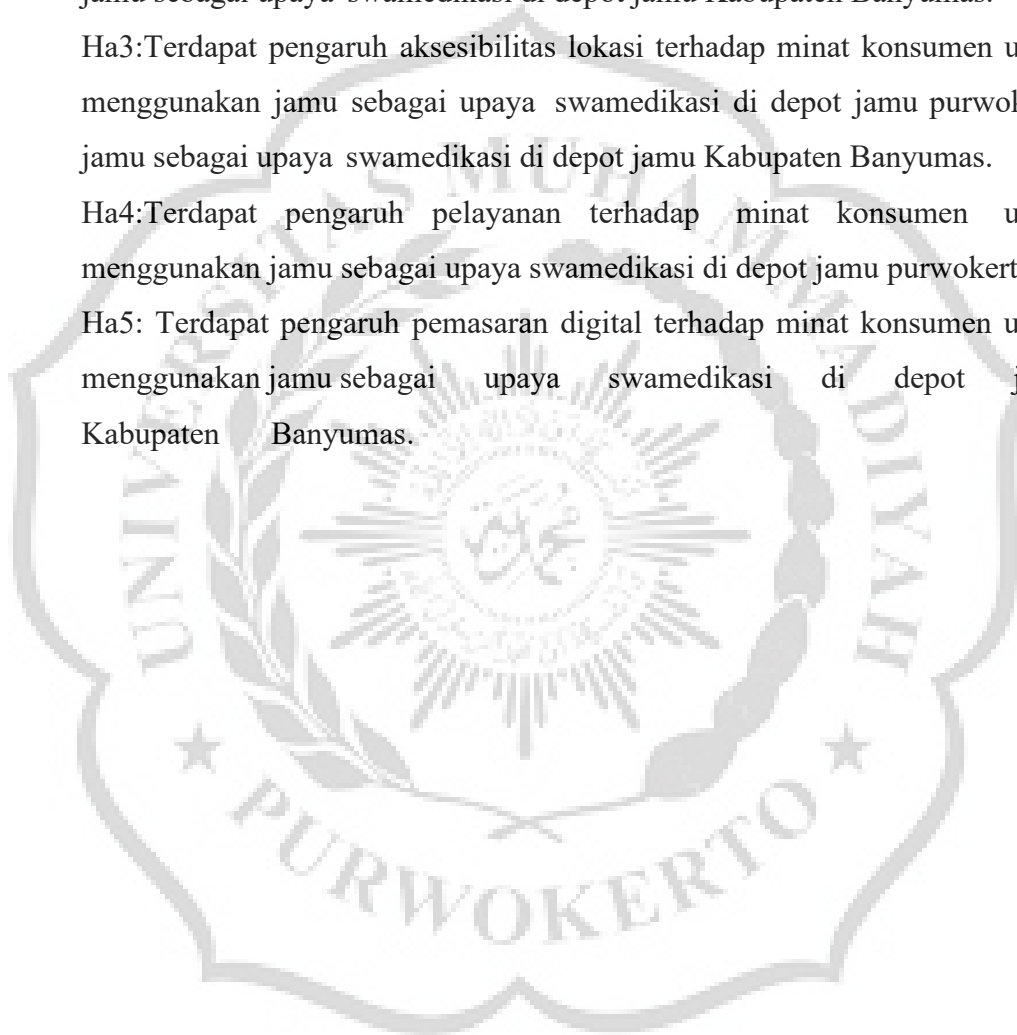 jamu sebagai upaya swamedikasi di depot jamu Kabupaten Banyumas.
Ha3:Terdapat pengaruh aksesibilitas lokasi terhadap minat konsumen u
menggunakan jamu sebagai upaya swamedikasi di depot jamu purwok
jamu sebagai upaya swamedikasi di depot jamu Kabupaten Banyumas.
Ha4:Terdapat pengaruh pelayanan terhadap minat konsumen u
menggunakan jamu sebagai upaya swamedikasi di depot jamu purwokert
Ha5: Terdapat pengaruh pemasaran digital terhadap minat konsumen u
menggunakan jamu sebagai upaya swamedikasi di depot j
Kabupaten Banyumas.
UNIVERSITAS MUHAMMADIYAH
PURWOKERTO